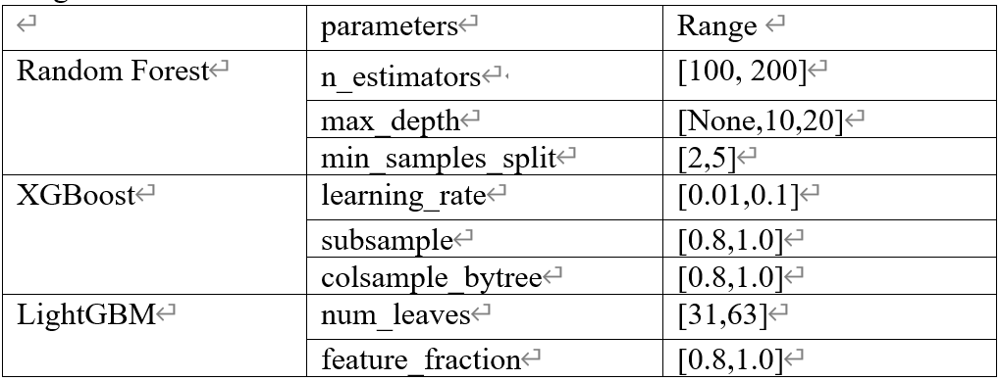 parameters Range
Random Forest n_estimators [100, 200]
max_depth [None,10,20]
min_samples_split [2,5]
XGBoost learning_rate [0.01,0.1]
subsample [0.8,1.0]
colsample_bytree [0.8,1.0]
LightGBM num_leaves [31,63]
feature_fraction [0.8,1.0]